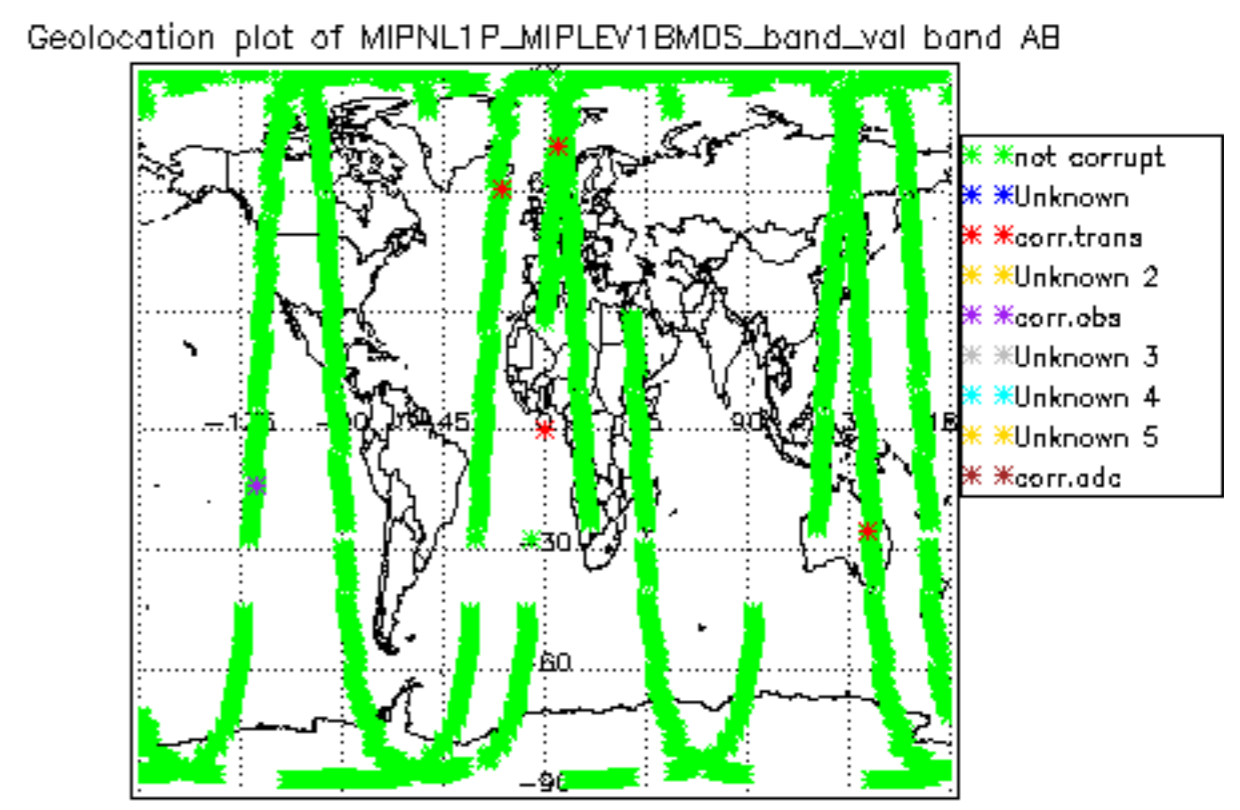 Geolocation plot of MIPNL1P_MIPLEV1BMDS_band_val band AB
not corrupt
Unknown
corr.trans
Unknown 2
corr.obs
Unknown 3
Unknown 4
Unknown 5
corr.adc
90
-30
-60
-90